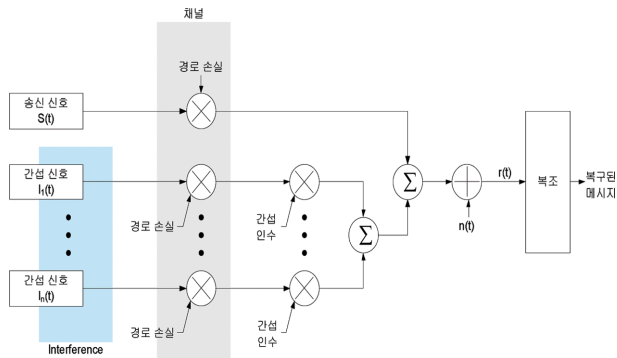 채널
경로 손실
송신 신호
S(t)
간섭 신호
I₁(t)
경로 손실
간섭
인수
Σ
Σ
r(t)
n(t)
복조
복구된
메시지
간섭 신호
Iₙ(t)
경로 손실
간섭
인수
Interference